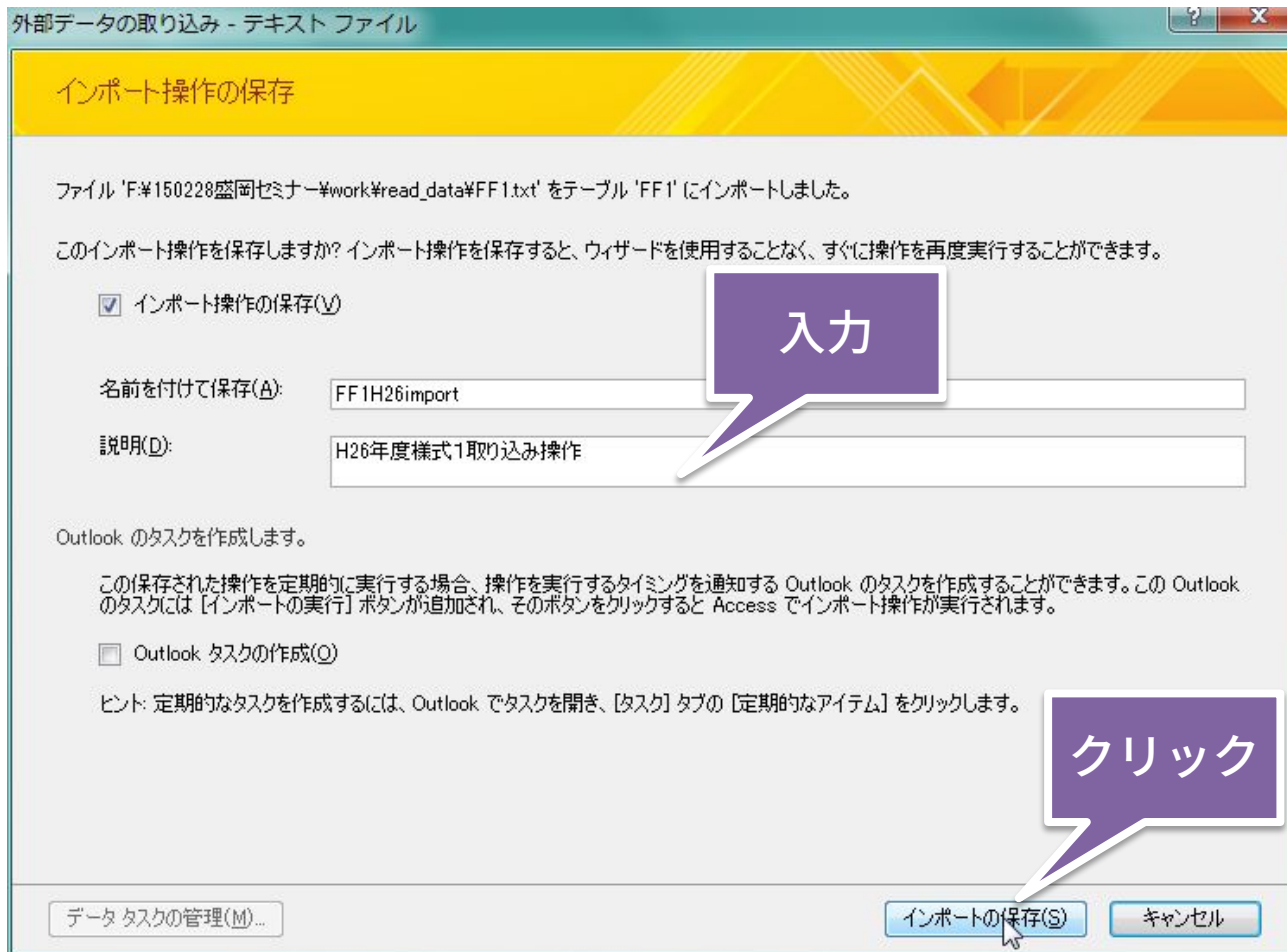 外部データの取り込み - テキスト ファイル
インポート操作の保存
ファイル 'F:¥150228盛岡セミナー¥work¥read_data¥FF1.txt' をテーブル 'FF1' にインポートしました。
このインポート操作を保存しますか? インポート操作を保存すると、ウィザードを使用することなく、すぐに操作を再度実行することができます。
インポート操作の保存(V)
入力
名前を付けて保存(A):
FF1H26import
説明(D):
H26年度様式1取り込み操作
Outlook のタスクを作成します。
この保存された操作を定期的に実行する場合、操作を実行するタイミングを通知する Outlook のタスクを作成することができます。この Outlook
のタスクには [インポートの実行] ボタンが追加され、そのボタンをクリックすると Access でインポート操作が実行されます。
Outlook タスクの作成(O)
ヒント: 定期的なタスクを作成するには、Outlook でタスクを開き、[タスク] タブの [定期的なアイテム] をクリックします。
クリック
データ タスクの管理(M)...
インポートの保存(S)
キャンセル